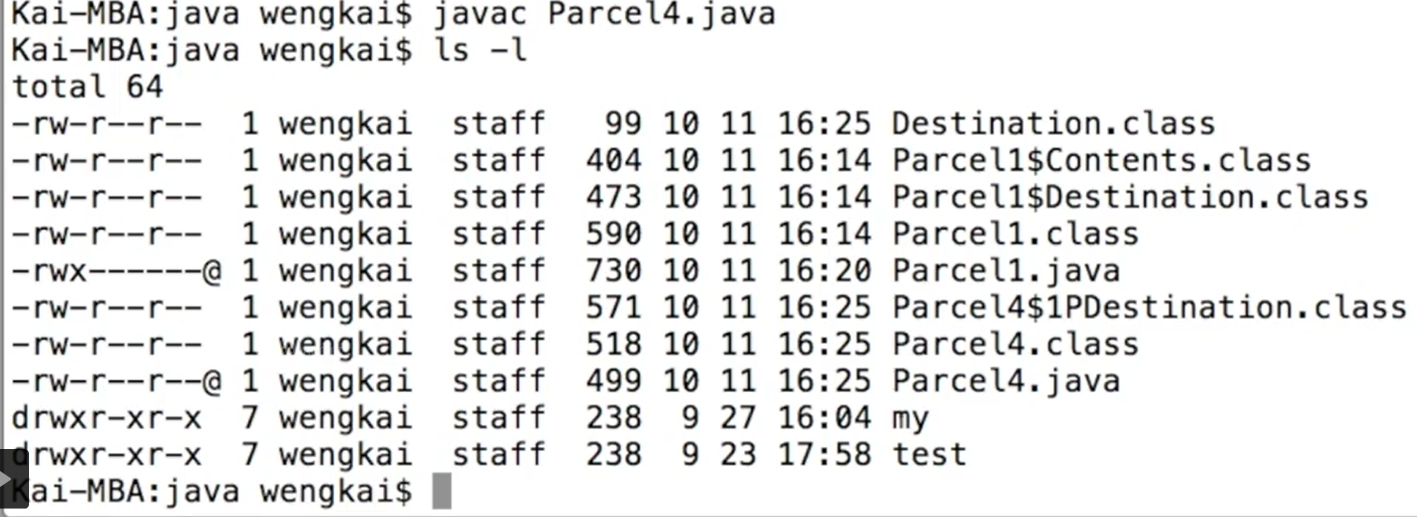 Kai-MBA:java wengkai$ javac Parcel4.java
Kai-MBA:java wengkai$ ls -l
total 64
-rw-r--r--  1 wengkai  staff   99 10 11 16:25 Destination.class
-rw-r--r--  1 wengkai  staff  404 10 11 16:14 Parcel1$Contents.class
-rw-r--r--  1 wengkai  staff  473 10 11 16:14 Parcel1$Destination.class
-rw-r--r--  1 wengkai  staff  590 10 11 16:14 Parcel1.class
-rwx------@ 1 wengkai  staff  730 10 11 16:20 Parcel1.java
-rw-r--r--  1 wengkai  staff  571 10 11 16:25 Parcel4$1PDestination.class
-rw-r--r--  1 wengkai  staff  518 10 11 16:25 Parcel4.class
-rw-r--r--@ 1 wengkai  staff  499 10 11 16:25 Parcel4.java
drwxr-xr-x  7 wengkai  staff  238  9 27 16:04 my
drwxr-xr-x  7 wengkai  staff  238  9 23 17:58 test
Kai-MBA:java wengkai$